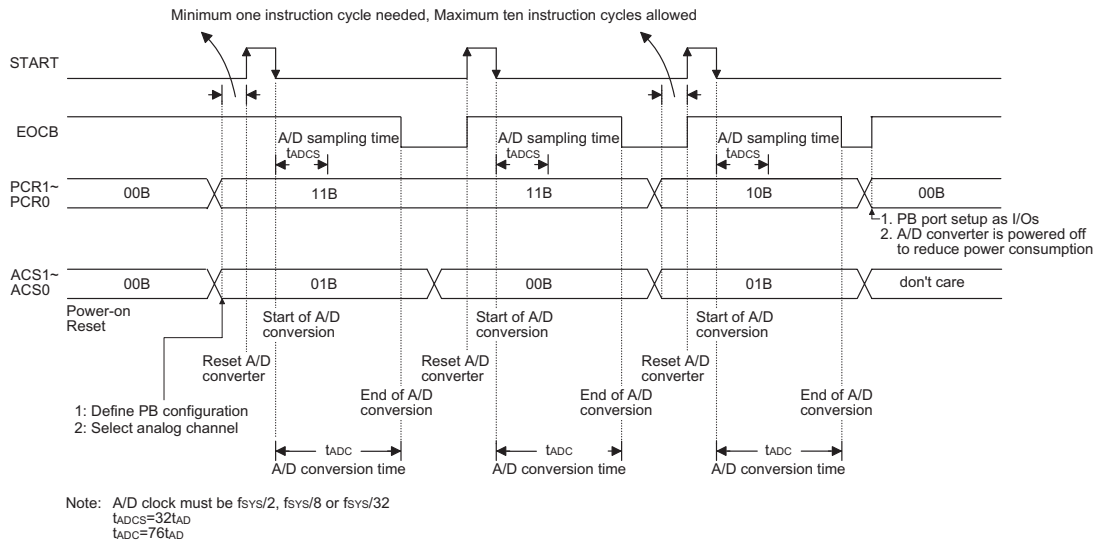 Minimum one instruction cycle needed, Maximum ten instruction cycles allowed
START
EOCB
A/D sampling time
tADCS
A/D sampling time
tADCS
A/D sampling time
tADCS
PCR1~
PCR0
00B
11B
11B
10B
00B
1. PB port setup as I/Os
2. A/D converter is powered off
to reduce power consumption
ACS1~
ACS0
00B
01B
00B
01B
don't care
Power-on
Reset
Start of A/D
conversion
Start of A/D
conversion
Start of A/D
conversion
Reset A/D
converter
Reset A/D
converter
Reset A/D
converter
End of A/D
conversion
End of A/D
conversion
End of A/D
conversion
1: Define PB configuration
2: Select analog channel
tADC
A/D conversion time
tADC
A/D conversion time
tADC
A/D conversion time
Note: A/D clock must be fSYS/2, fSYS/8 or fSYS/32
tADCS=32tAD
tADC=76tAD